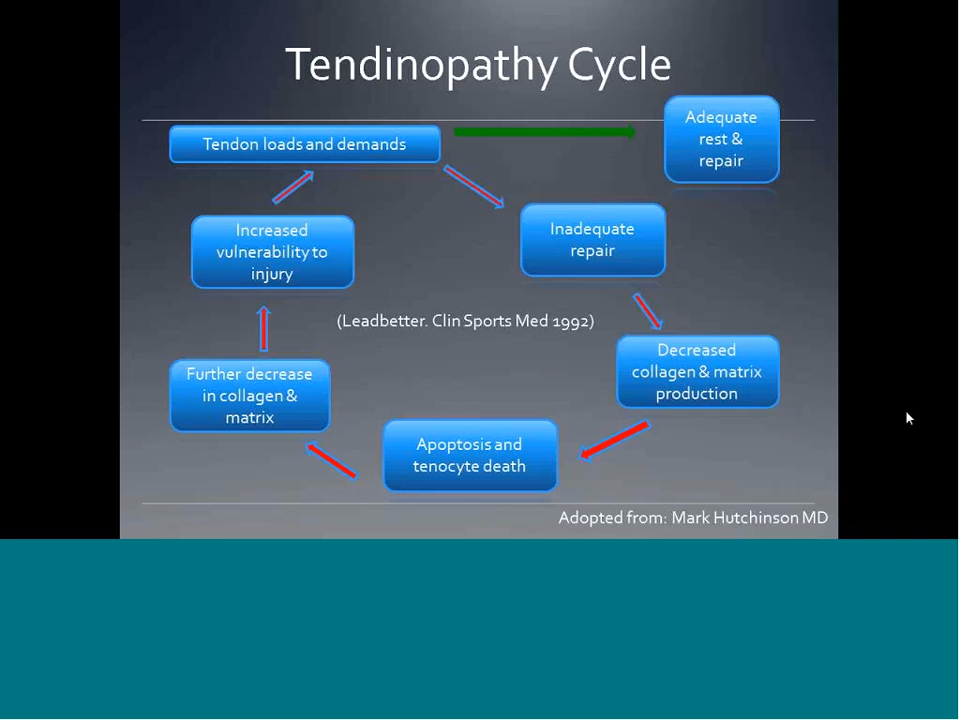 Tendinopathy Cycle
Tendon loads and demands
Adequate
rest &
repair
Inadequate
repair
Increased
vulnerability to
injury
(Leadbetter. Clin Sports Med 1992)
Decreased
collagen & matrix
production
Further decrease
in collagen &
matrix
Apoptosis and
tenocyte death
Adopted from: Mark Hutchinson MD